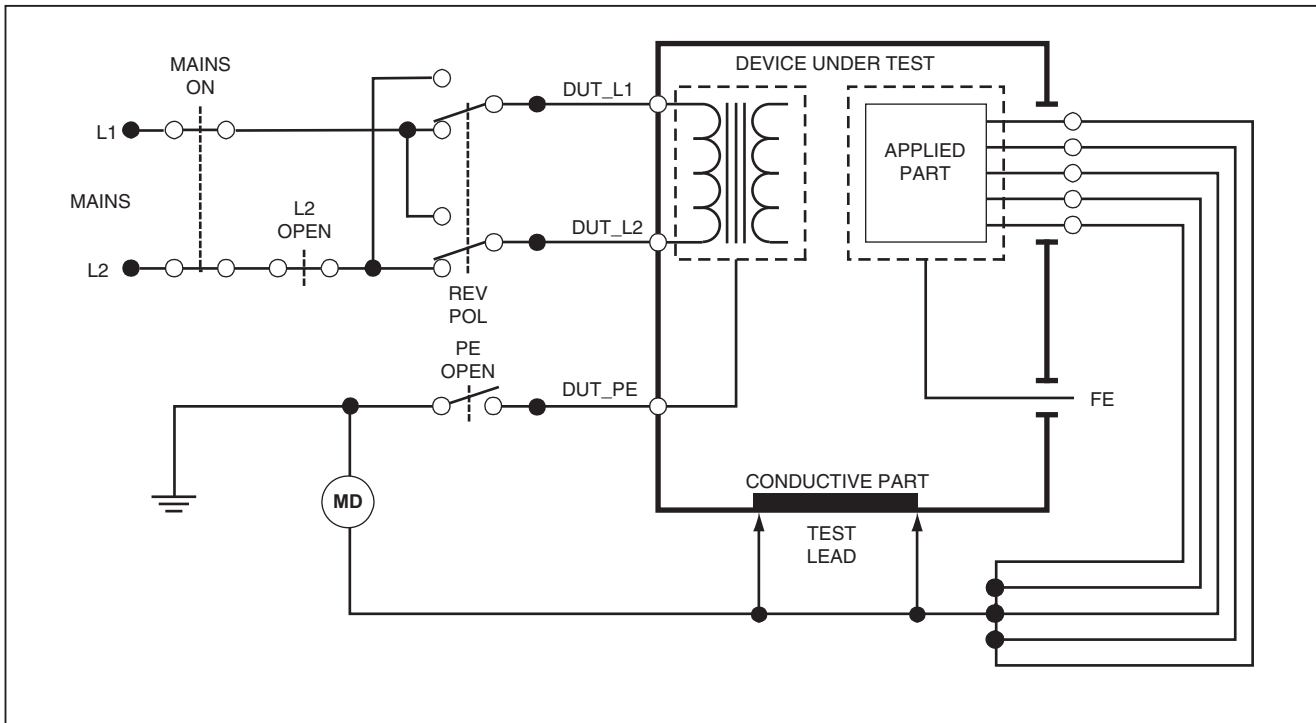 MAINS
ON
L1
MAINS
L2
OPEN
L2
REV
POL
PE
OPEN
DUT_L1
DUT_L2
DUT_PE
DEVICE UNDER TEST
APPLIED
PART
FE
MD
CONDUCTIVE PART
TEST
LEAD